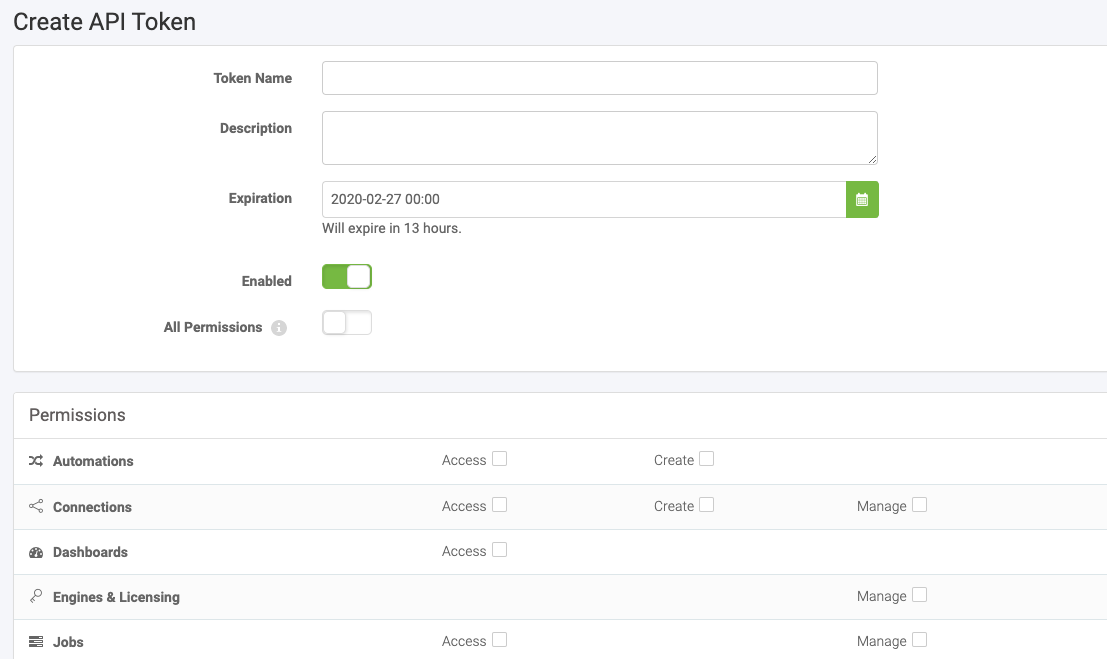 Create API Token
Token Name
Description
Expiration 2020-02-27 00:00
Will expire in 13 hours.
Enabled
All Permissions
Permissions
Automations Access Create
Connections Access Create Manage
Dashboards Access
Engines & Licensing Manage
Jobs Access Manage